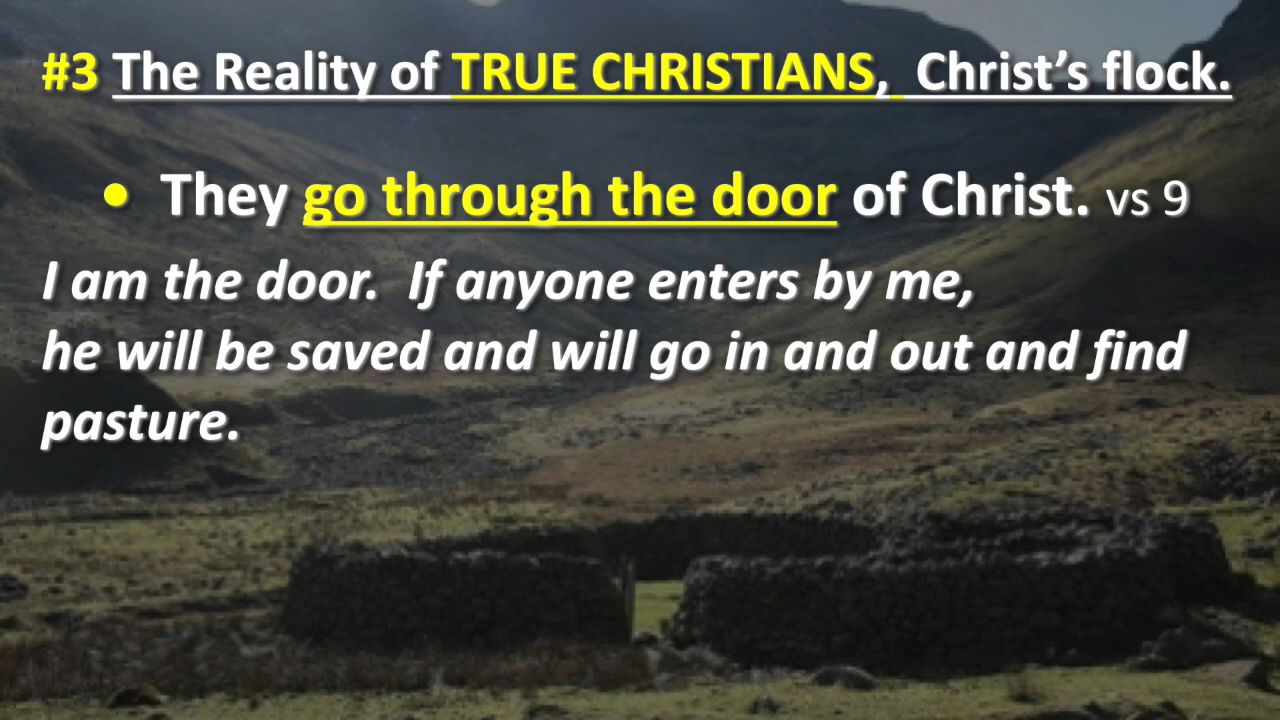 #3 The Reality of TRUE CHRISTIANS, Christ’s flock.
• They go through the door of Christ. vs 9
I am the door. If anyone enters by me,
he will be saved and will go in and out and find
pasture.